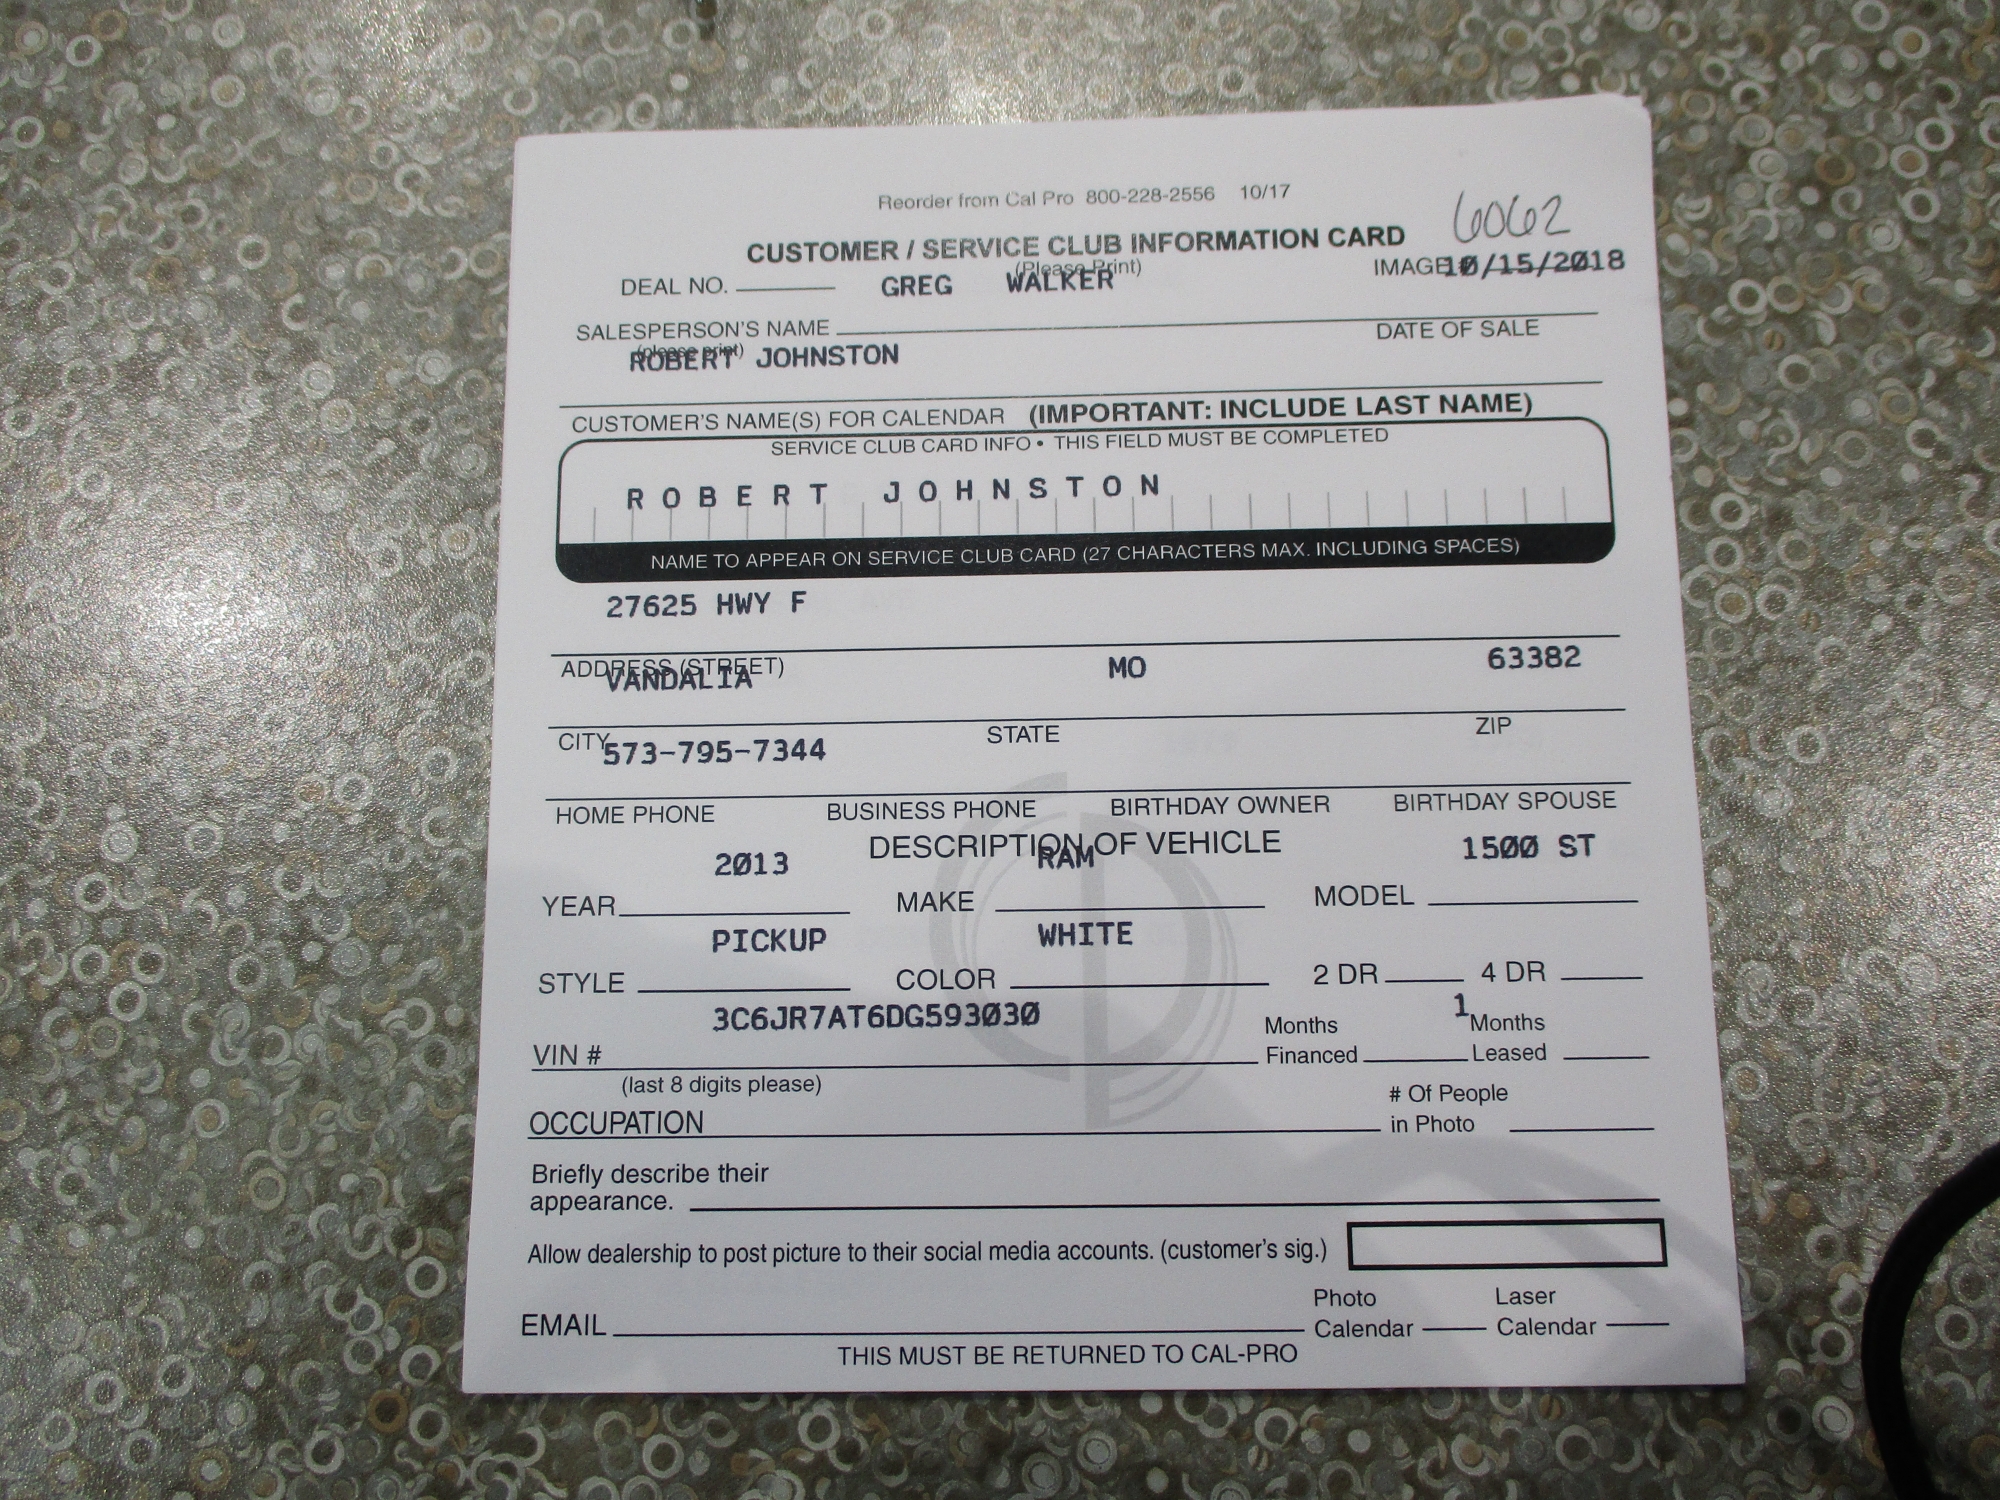 Reorder from Cal Pro 800-228-2556 10/17
6062
CUSTOMER / SERVICE CLUB INFORMATION CARD
(Please Print)
DEAL NO. GREG WALKER IMAGE# 10/15/2018
SALESPERSON'S NAME DATE OF SALE
(please print)
ROBERT JOHNSTON
CUSTOMER'S NAME(S) FOR CALENDAR (IMPORTANT: INCLUDE LAST NAME)
SERVICE CLUB CARD INFO • THIS FIELD MUST BE COMPLETED
ROBERT JOHNSTON
NAME TO APPEAR ON SERVICE CLUB CARD (27 CHARACTERS MAX. INCLUDING SPACES)
27625 HWY F
ADDRESS (STREET)
VANDALIA MO 63382
CITY STATE ZIP
573-795-7344
HOME PHONE BUSINESS PHONE BIRTHDAY OWNER BIRTHDAY SPOUSE
DESCRIPTION OF VEHICLE
2013 RAM 1500 ST
YEAR MAKE MODEL
PICKUP WHITE
STYLE COLOR 2 DR 4 DR
3C6JR7AT6DG593030 1
VIN # Months Financed Months Leased
(last 8 digits please)
OCCUPATION # Of People in Photo
Briefly describe their
appearance.
Allow dealership to post picture to their social media accounts. (customer's sig.)
EMAIL Photo Calendar Laser Calendar
THIS MUST BE RETURNED TO CAL-PRO